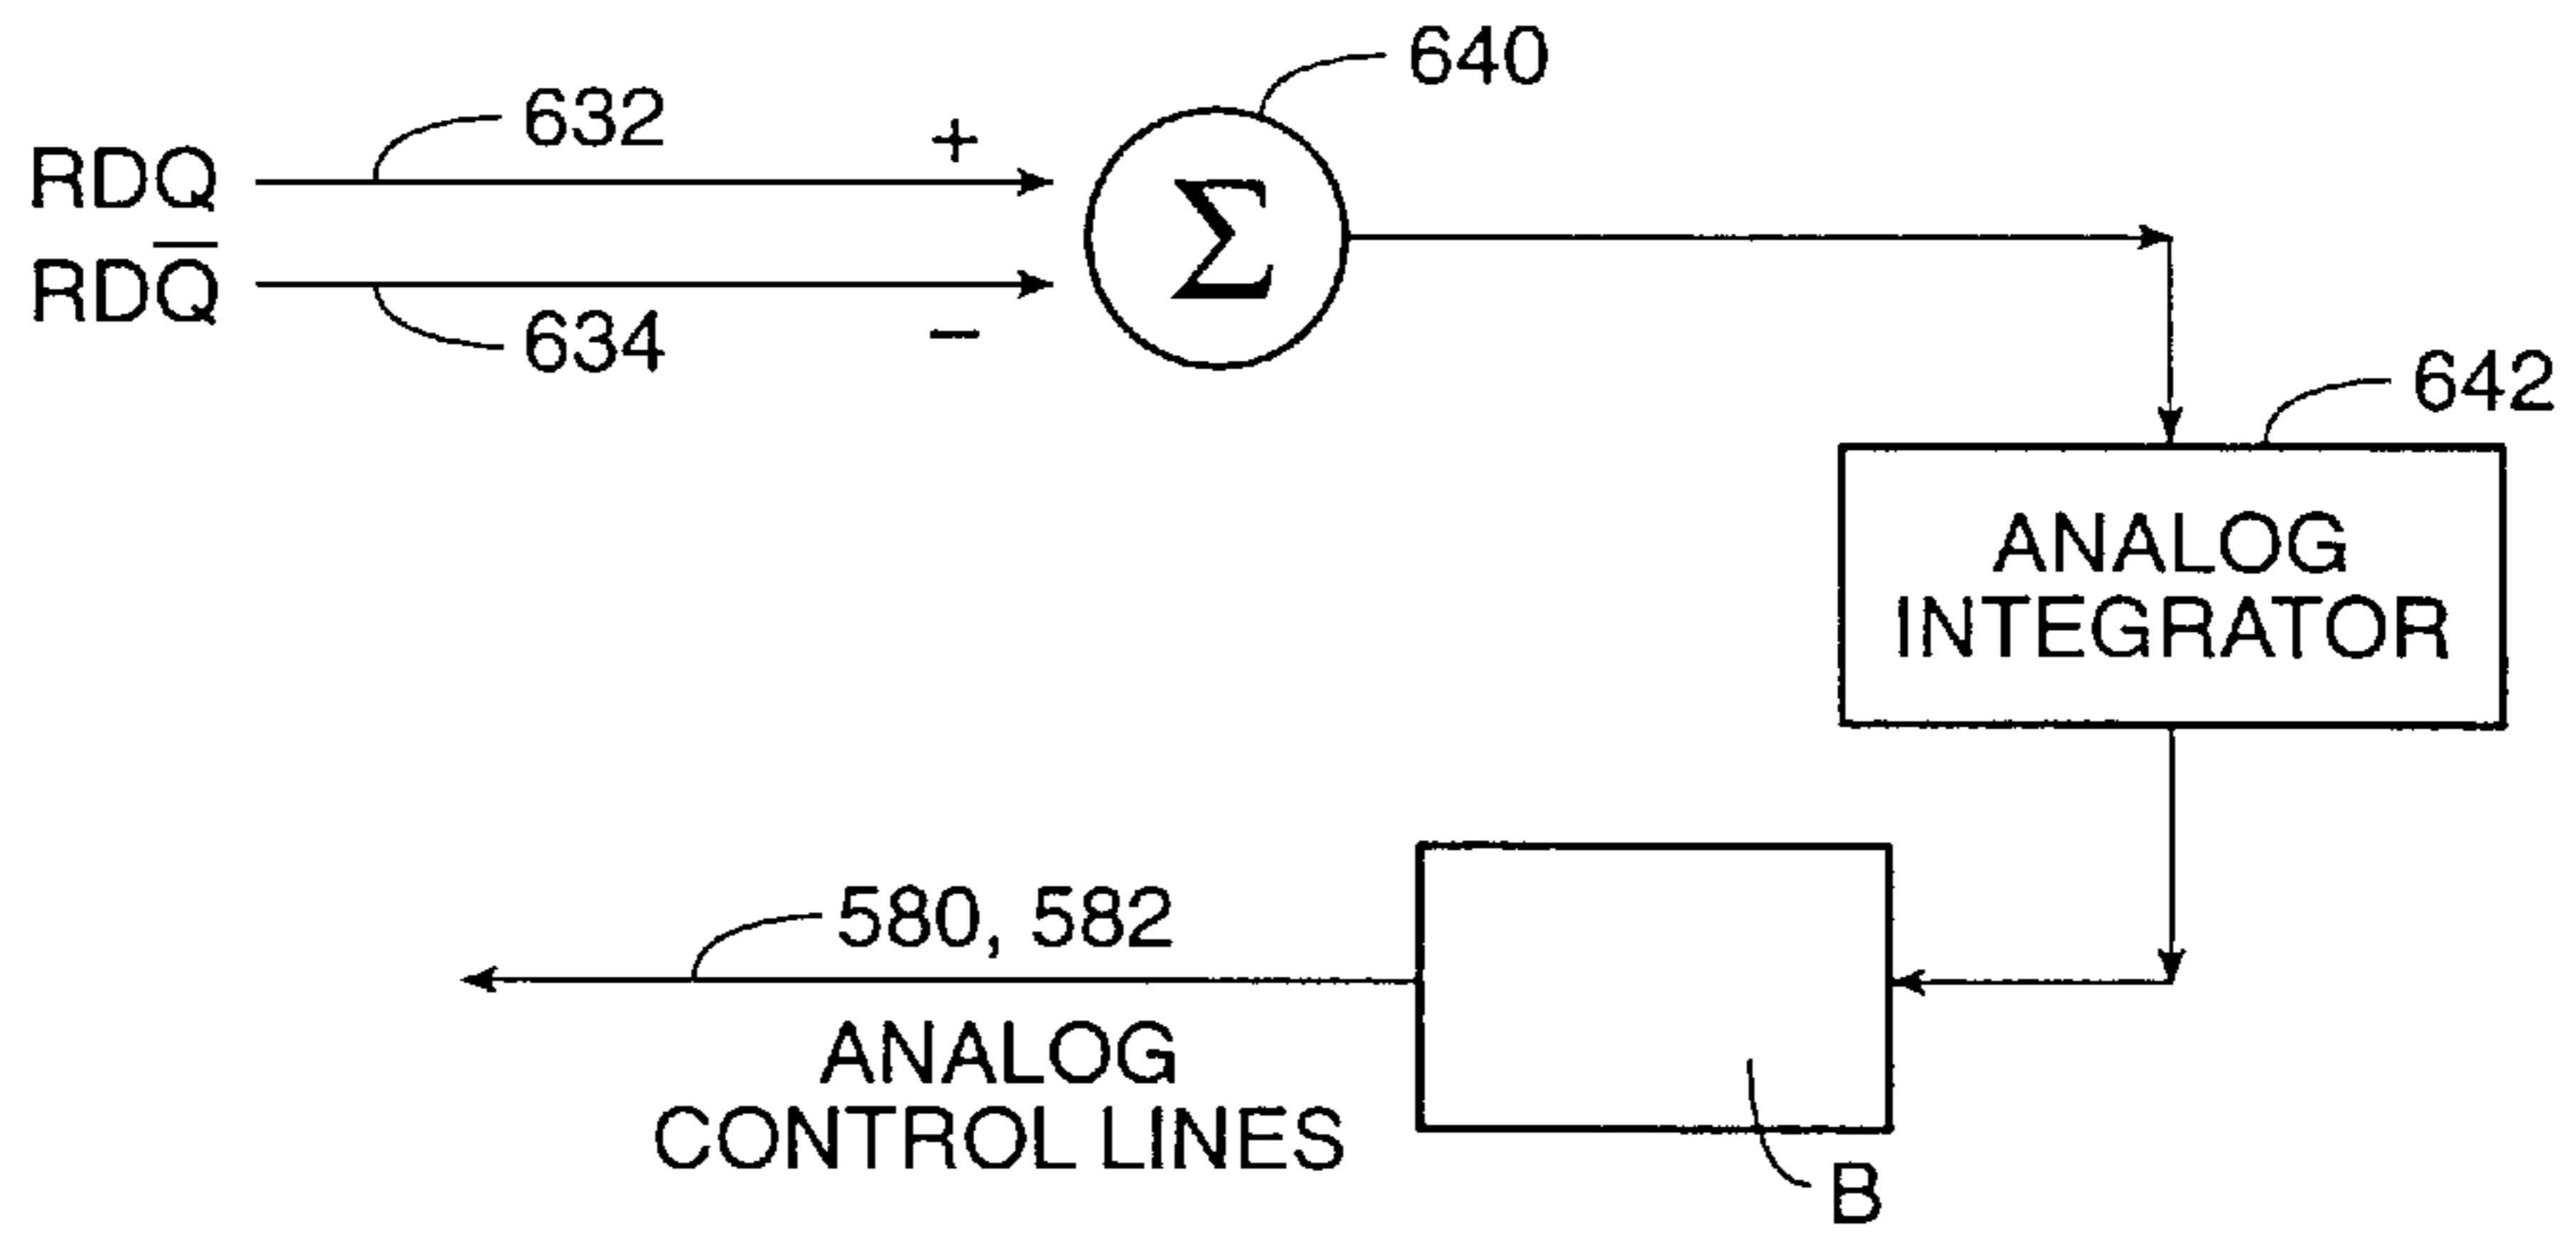 640
632
+
RDQ
Σ
RDQ̅
634
−
642
ANALOG
INTEGRATOR
580, 582
ANALOG
CONTROL LINES
B